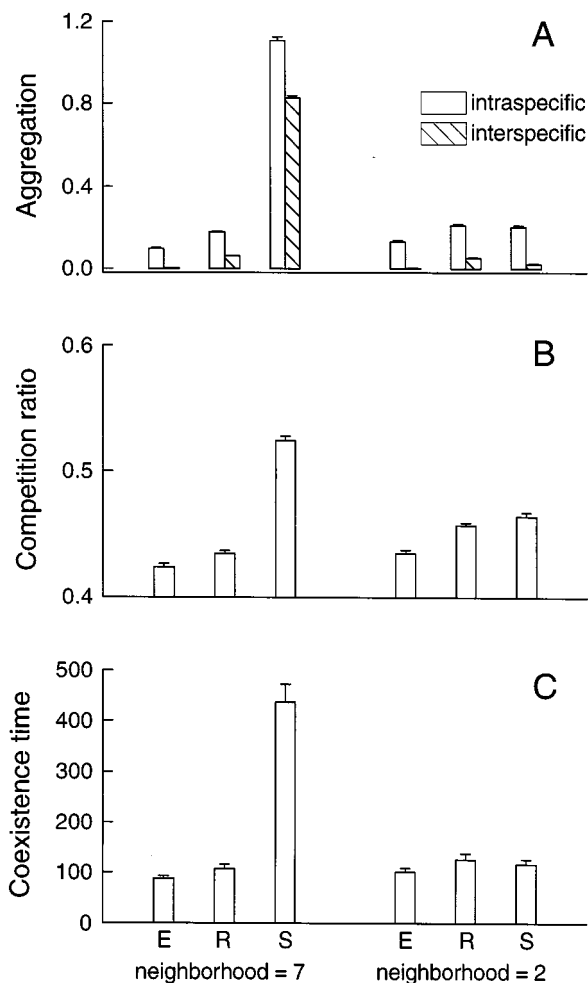 A
1.2
0.8
0.4
0.0
Aggregation
intraspecific
interspecific
B
0.6
0.5
0.4
Competition ratio
C
500
400
300
200
100
0
Coexistence time
E R S E R S
neighborhood = 7 neighborhood = 2